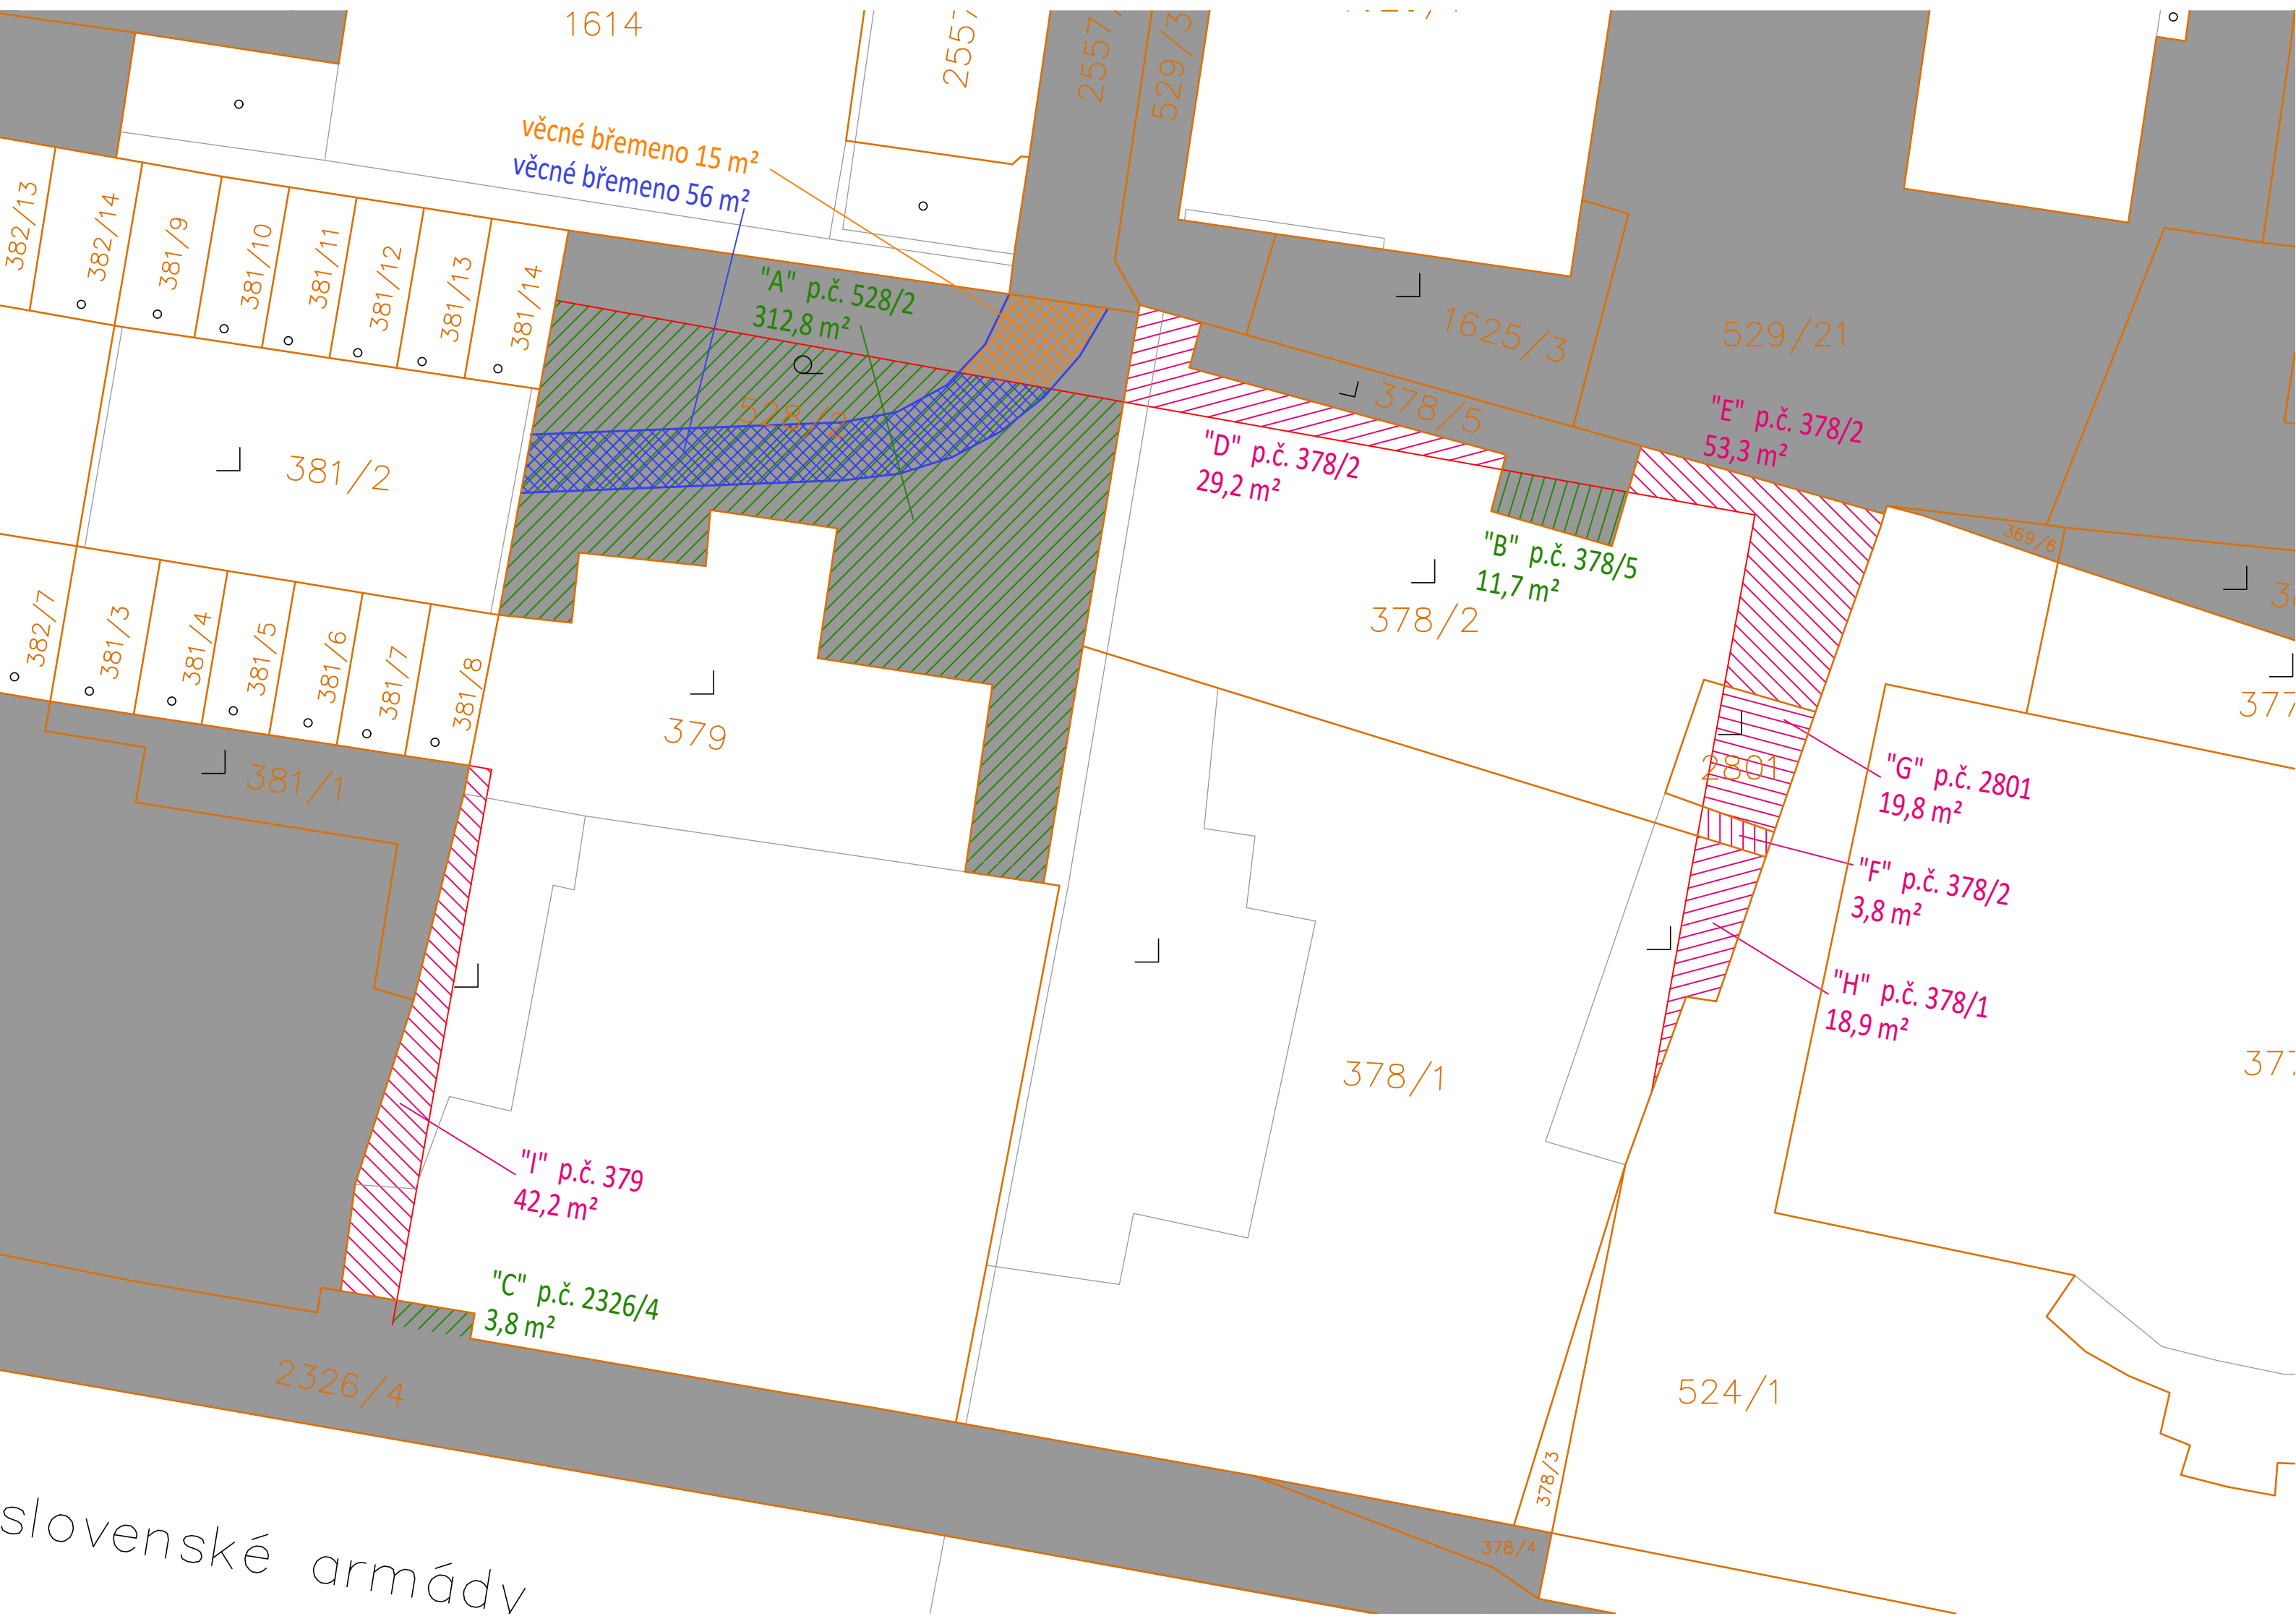 1614
529/3
věcné břemeno 15 m²
věcné břemeno 56 m²
382/13
382/14
381/9
381/10
381/11
381/12
381/13
381/14
"A" p.č. 528/2
312,8 m²
528/2
1625/3
529/21
378/5
"E" p.č. 378/2
53,3 m²
"D" p.č. 378/2
29,2 m²
381/2
369/6
"B" p.č. 378/5
11,7 m²
378/2
382/7
381/3
381/4
381/5
381/6
381/7
381/8
379
381/1
2801
"G" p.č. 2801
19,8 m²
"F" p.č. 378/2
3,8 m²
"H" p.č. 378/1
18,9 m²
378/1
"I" p.č. 379
42,2 m²
"C" p.č. 2326/4
3,8 m²
2326/4
524/1
378/3
378/4
slovenské armády